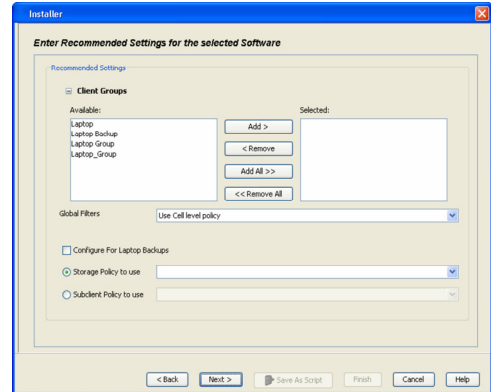 Installer
Enter Recommended Settings for the selected Software
Recommended Settings
Client Groups
Available:
Selected:
Laptop
Laptop Backup
Laptop Group
Laptop_Group
Add >
< Remove
Add All >>
<< Remove All
Global Filters
Use Cell level policy
Configure For Laptop Backups
Storage Policy to use
Subclient Policy to use
< Back
Next >
Save As Script
Finish
Cancel
Help